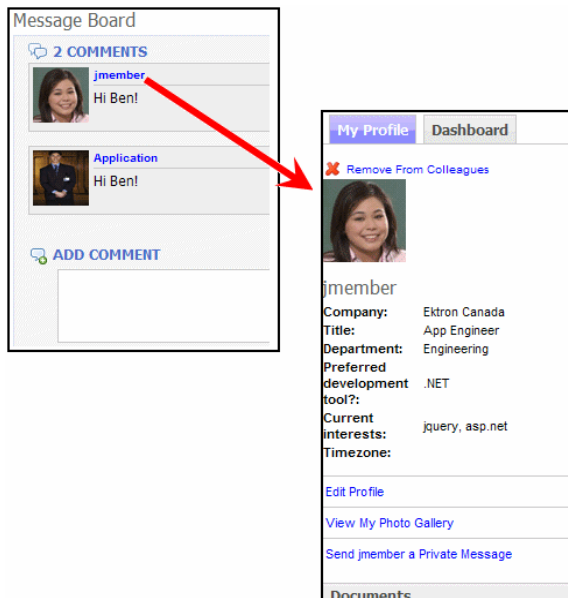 Message Board
2 COMMENTS
jmember
Hi Ben!
Application
Hi Ben!
ADD COMMENT
My Profile Dashboard
Remove From Colleagues
jmember
Company: Ektron Canada
Title: App Engineer
Department: Engineering
Preferred
development .NET
tool?:
Current
interests: jquery, asp.net
Timezone:
Edit Profile
View My Photo Gallery
Send jmember a Private Message
Documents